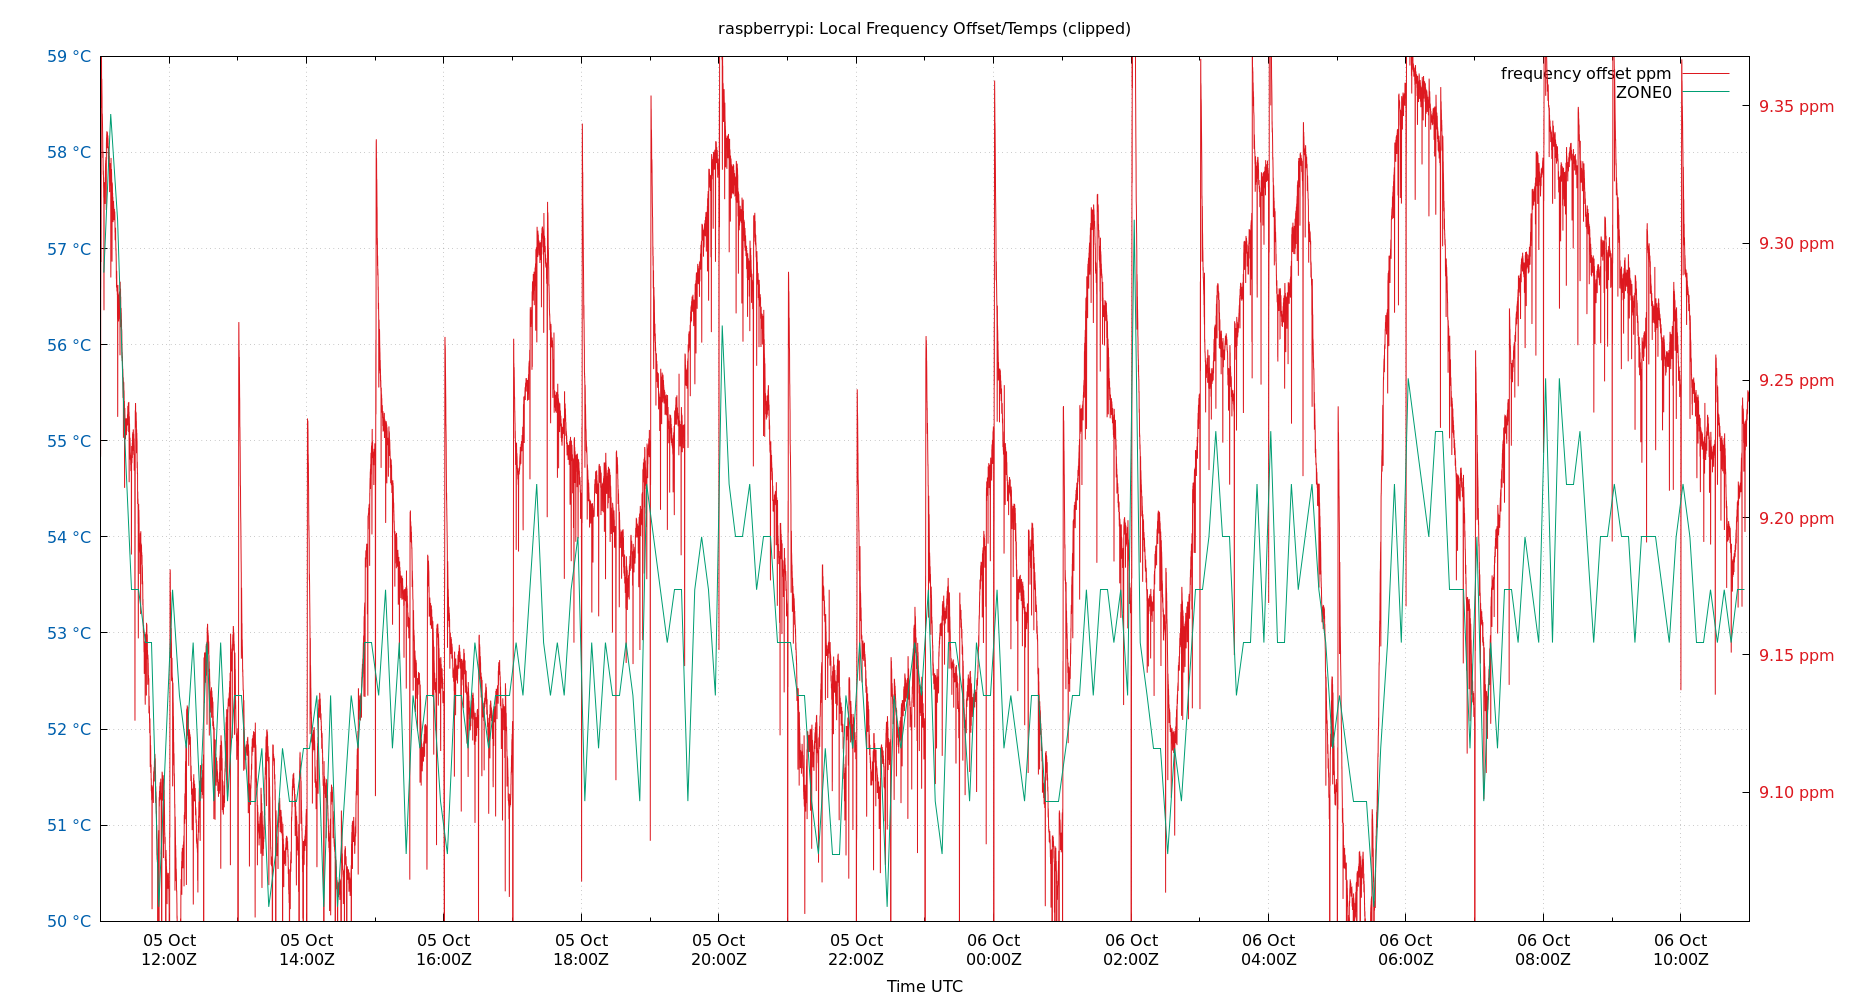 raspberrypi: Local Frequency Offset/Temps (clipped)
59 °C
58 °C
57 °C
56 °C
55 °C
54 °C
53 °C
52 °C
51 °C
50 °C
frequency offset ppm
ZONE0
9.35 ppm
9.30 ppm
9.25 ppm
9.20 ppm
9.15 ppm
9.10 ppm
05 Oct
12:00Z
05 Oct
14:00Z
05 Oct
16:00Z
05 Oct
18:00Z
05 Oct
20:00Z
05 Oct
22:00Z
06 Oct
00:00Z
06 Oct
02:00Z
06 Oct
04:00Z
06 Oct
06:00Z
06 Oct
08:00Z
06 Oct
10:00Z
Time UTC